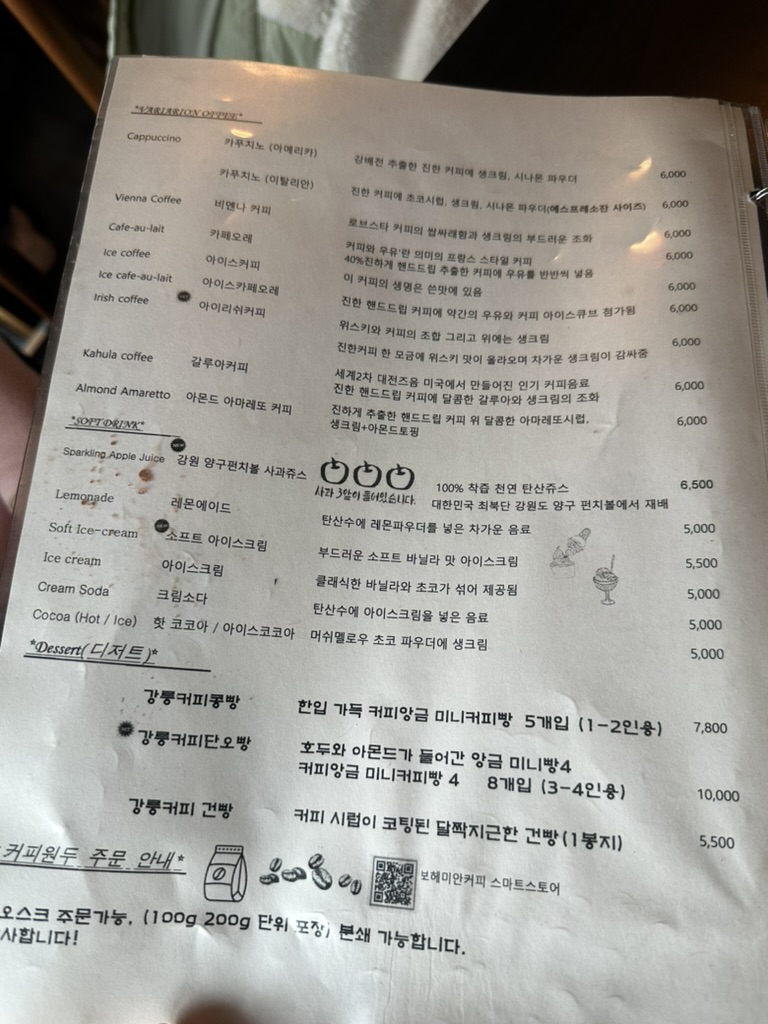 *VARIARION OFFEE*
Cappuccino 카푸치노 (아메리카) 강배전 추출한 진한 커피에 생크림, 시나몬 파우더 6,000
카푸치노 (이탈리안) 진한 커피에 초코시럽, 생크림, 시나몬 파우더(에스프레소잔 사이즈) 6,000
Vienna Coffee 비엔나 커피 로브스타 커피의 쌉싸래함과 생크림의 부드러운 조화 6,000
Cafe-au-lait 카페오레 커피와 우유'란 의미의 프랑스 스타일 커피 6,000
40%진하게 핸드드립 추출한 커피에 우유를 반반씩 넣음
Ice coffee 아이스커피 이 커피의 생명은 쓴맛에 있음 6,000
Ice cafe-au-lait 아이스카페오레 진한 핸드드립 커피에 약간의 우유와 커피 아이스큐브 첨가됨 6,000
Irish coffee 아이리쉬커피 위스키와 커피의 조합 그리고 위에는 생크림 6,000
진한커피 한 모금에 위스키 맛이 올라오며 차가운 생크림이 감싸줌
Kahula coffee 갈루아커피 세계2차 대전즈음 미국에서 만들어진 인기 커피음료 6,000
진한 핸드드립 커피에 달콤한 갈루아와 생크림의 조화
Almond Amaretto 아몬드 아마레또 커피 진하게 추출한 핸드드립 커피 위 달콤한 아마레또시럽, 6,000
생크림+아몬드토핑
*SOFT DRINK*
Sparkling Apple Juice 강원 양구펀치볼 사과쥬스 사과 3알이 들어있습니다. 100% 착즙 천연 탄산쥬스 6,500
대한민국 최북단 강원도 양구 펀치볼에서 재배
Lemonade 레몬에이드 탄산수에 레몬파우더를 넣은 차가운 음료 5,000
Soft Ice-cream 소프트 아이스크림 부드러운 소프트 바닐라 맛 아이스크림 5,500
Ice cream 아이스크림 클래식한 바닐라와 초코가 섞어 제공됨 5,000
Cream Soda 크림소다 탄산수에 아이스크림을 넣은 음료 5,000
Cocoa (Hot / Ice) 핫 코코아 / 아이스코코아 머쉬멜로우 초코 파우더에 생크림 5,000
*Dessert(디저트)*
강릉커피콩빵 한입 가득 커피앙금 미니커피빵 5개입 (1-2인용) 7,800
강릉커피단오빵 호두와 아몬드가 들어간 앙금 미니빵4
커피앙금 미니커피빵 4 8개입 (3-4인용) 10,000
강릉커피 건빵 커피 시럽이 코팅된 달짝지근한 건빵(1봉지) 5,500
커피원두 주문 안내*
보헤미안커피 스마트스토어
오스크 주문가능, (100g 200g 단위 포장) 분쇄 가능합니다.
사합니다!